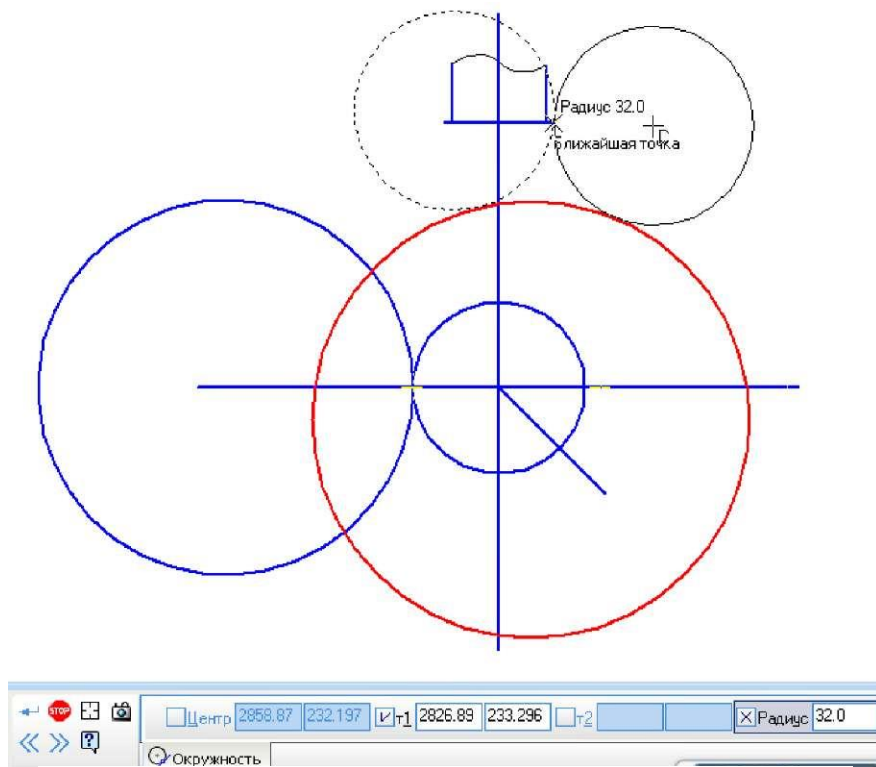 Радиус 32.0
Ближайшая точка
STOP Центр 2858.87 232.197 т1 2826.89 233.296 т2 Радиус 32.0
Окружность